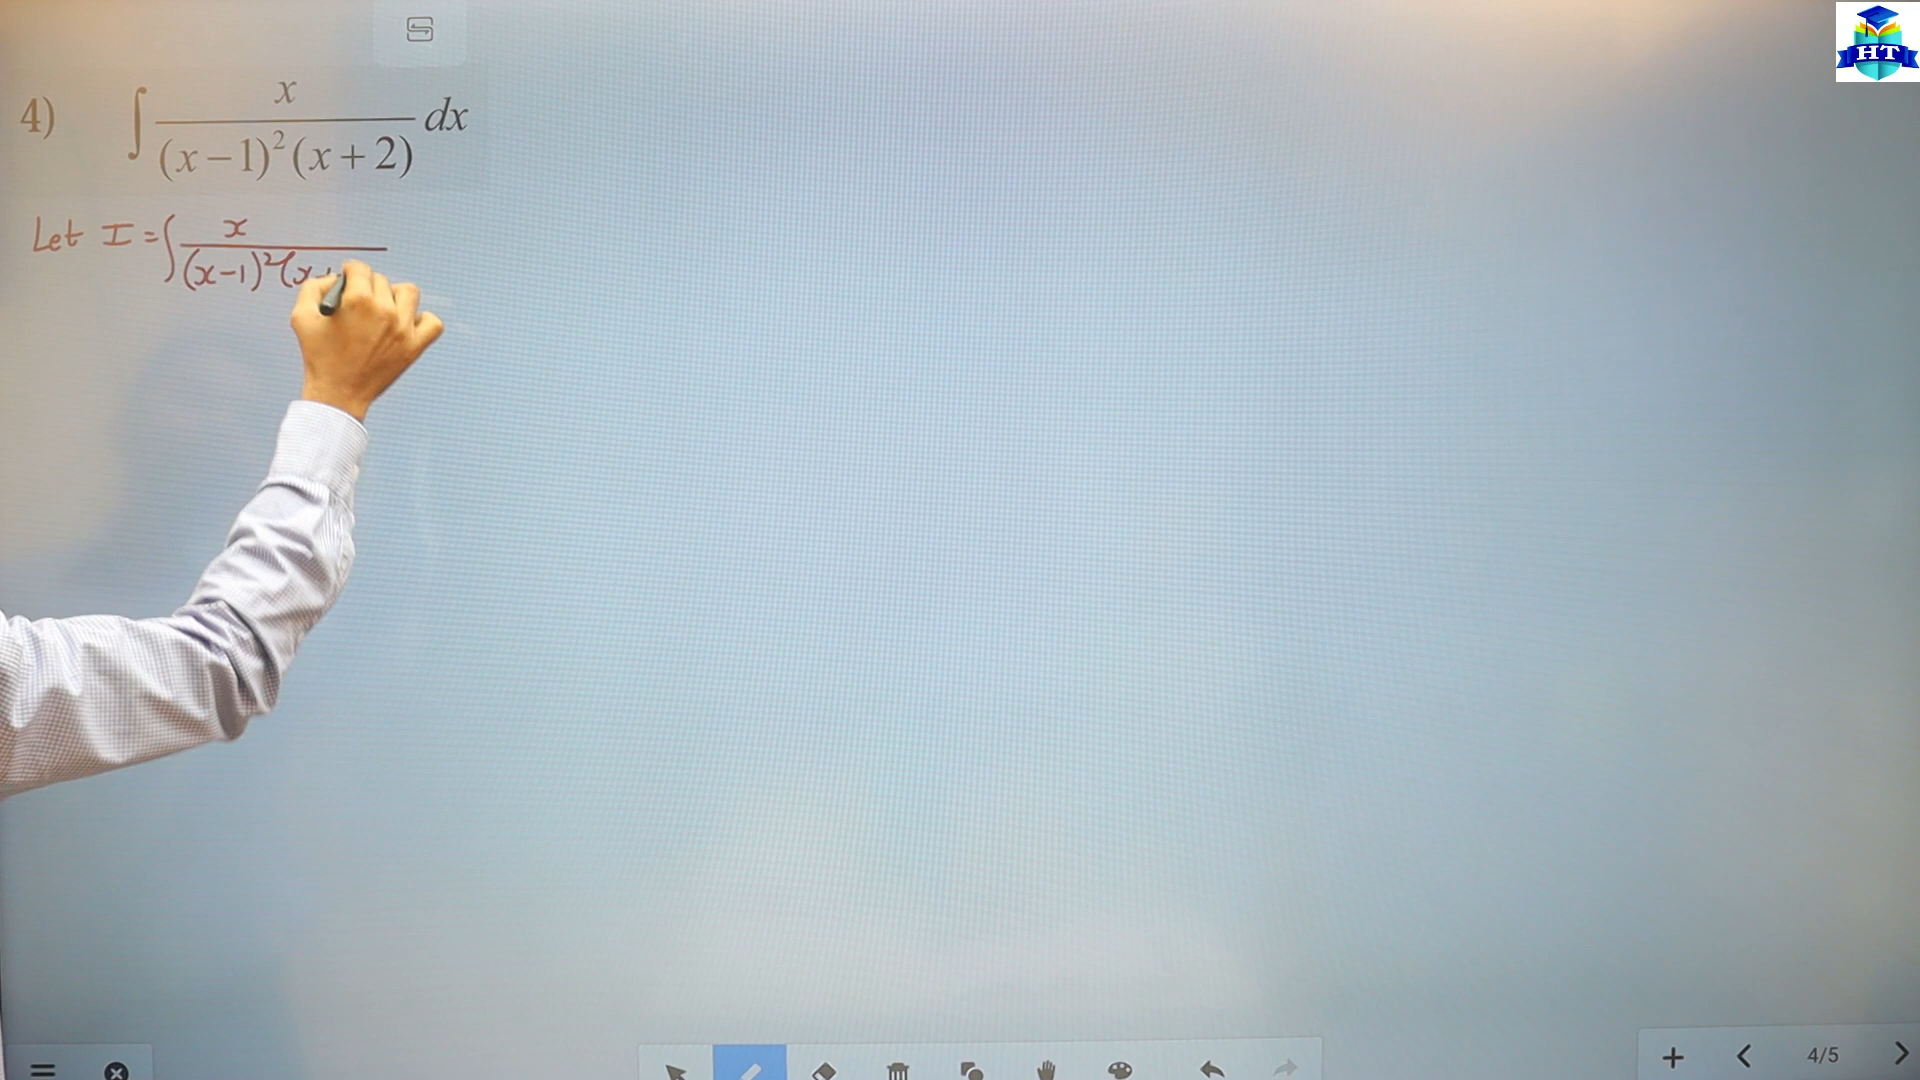 4) ∫ x / (x−1)²(x+2) dx
Let I = ∫ x / (x−1)²(x+
HT
4/5